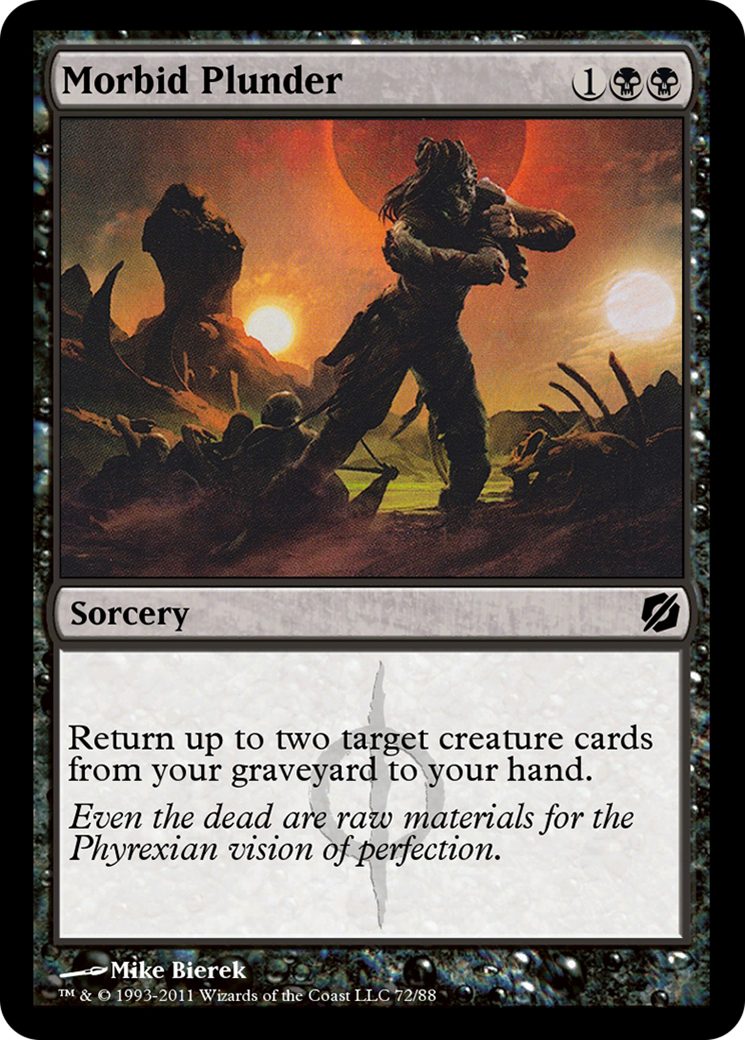 Morbid Plunder 1
Sorcery
Return up to two target creature cards
from your graveyard to your hand.
Even the dead are raw materials for the
Phyrexian vision of perfection.
Mike Bierek
™ & © 1993-2011 Wizards of the Coast LLC 72/88